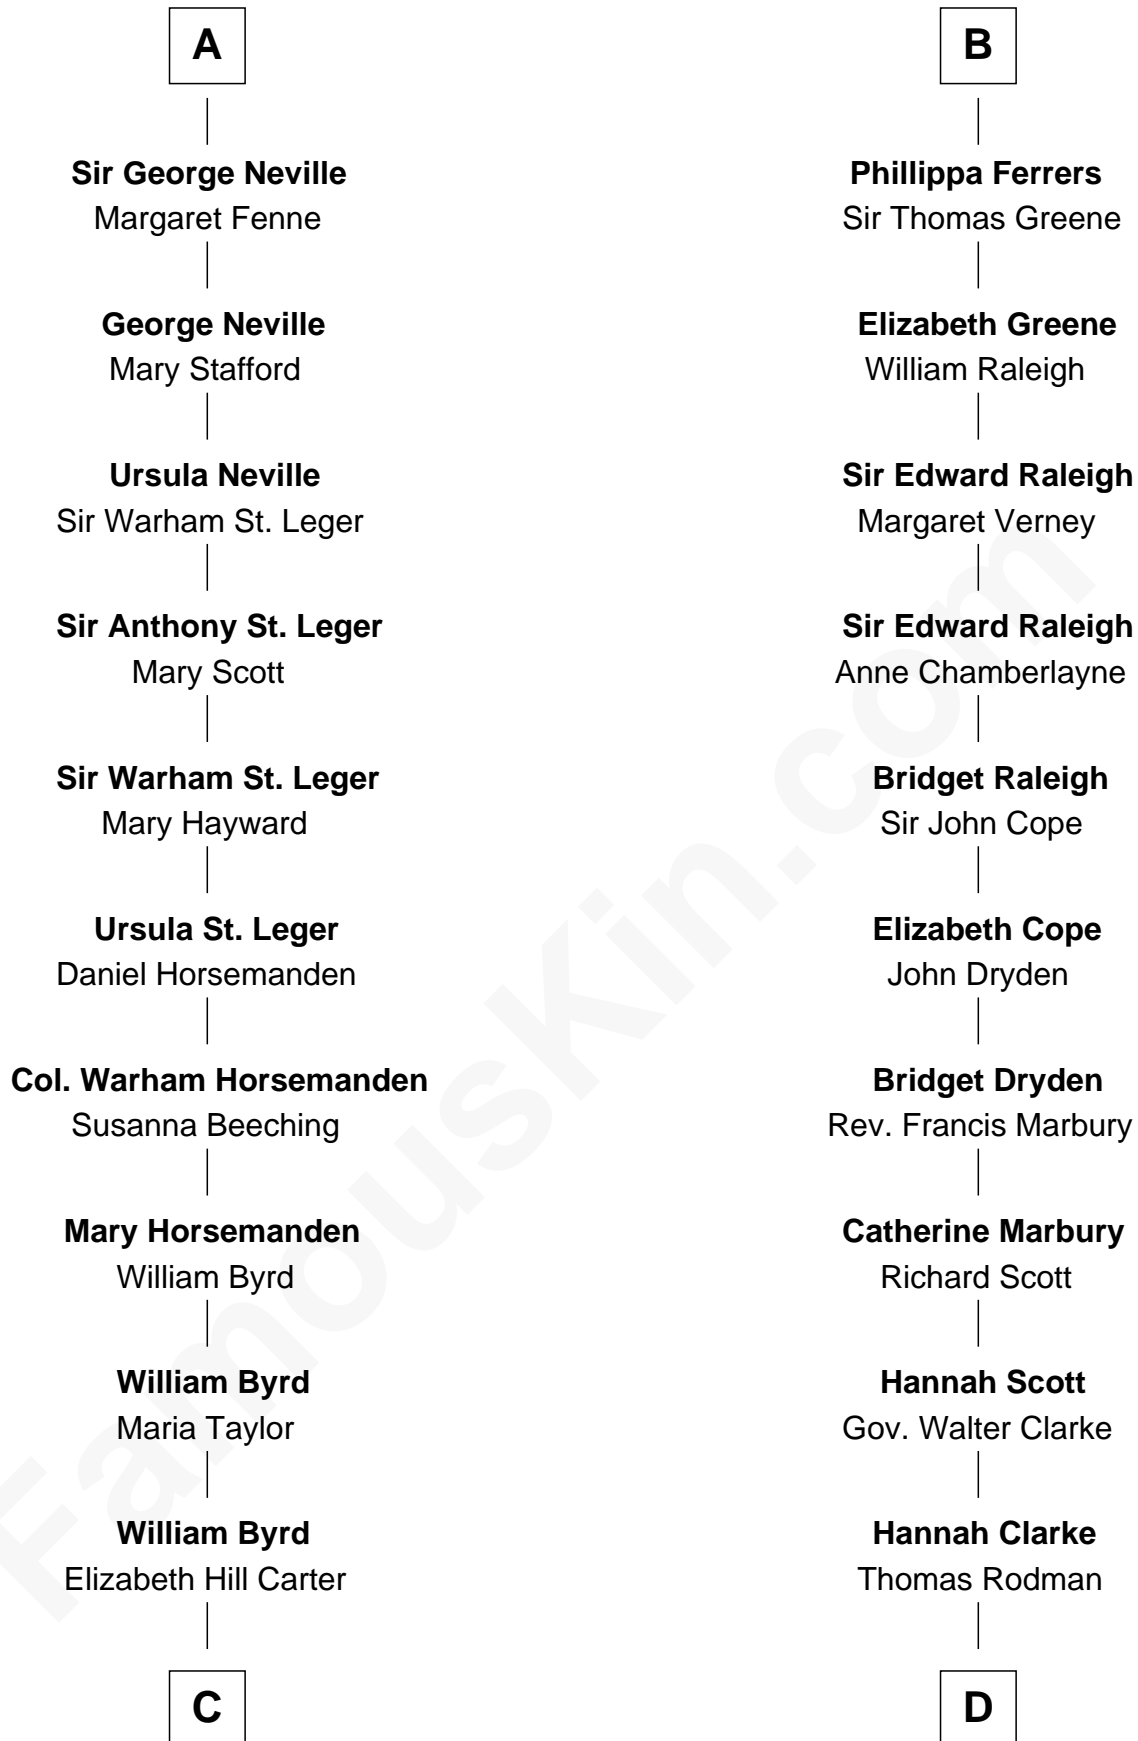 A
Sir George Neville
Margaret Fenne
George Neville
Mary Stafford
Ursula Neville
Sir Warham St. Leger
Sir Anthony St. Leger
Mary Scott
Sir Warham St. Leger
Mary Hayward
Ursula St. Leger
Daniel Horsemanden
Col. Warham Horsemanden
Susanna Beeching
Mary Horsemanden
William Byrd
William Byrd
Maria Taylor
William Byrd
Elizabeth Hill Carter
C
B
Phillippa Ferrers
Sir Thomas Greene
Elizabeth Greene
William Raleigh
Sir Edward Raleigh
Margaret Verney
Sir Edward Raleigh
Anne Chamberlayne
Bridget Raleigh
Sir John Cope
Elizabeth Cope
John Dryden
Bridget Dryden
Rev. Francis Marbury
Catherine Marbury
Richard Scott
Hannah Scott
Gov. Walter Clarke
Hannah Clarke
Thomas Rodman
D
FamousKin.com